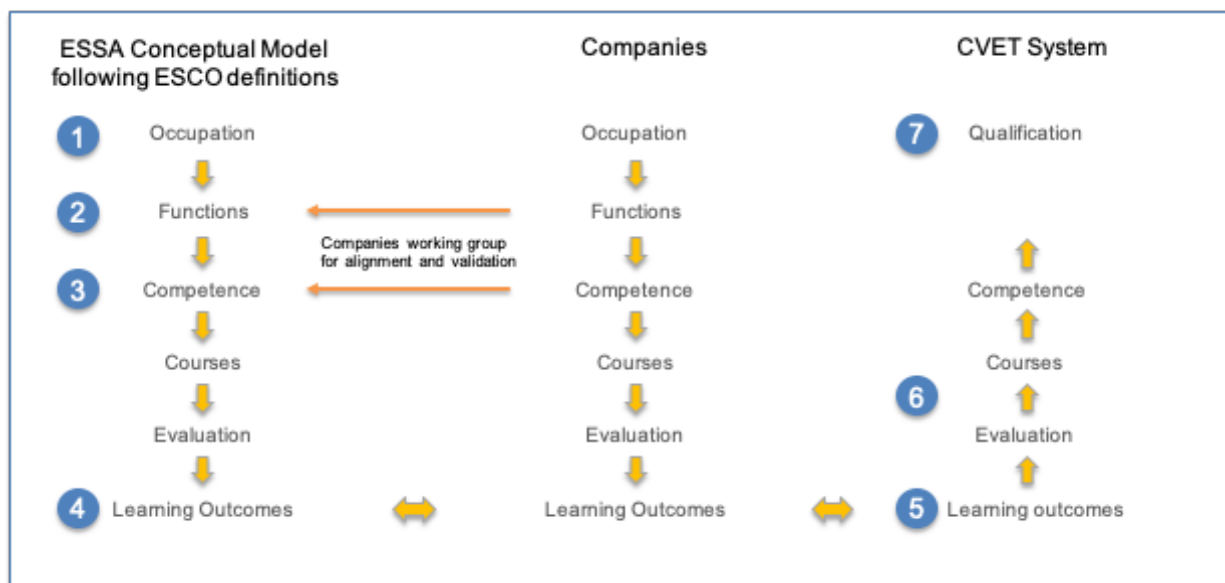 ESSA Conceptual Model
following ESCO definitions
Companies
CVET System
1 Occupation
Occupation
7 Qualification
2 Functions
Functions
Companies working group
for alignment and validation
3 Competence
Competence
Competence
Courses
Courses
Courses
6
Evaluation
Evaluation
Evaluation
4 Learning Outcomes
Learning Outcomes
5 Learning outcomes